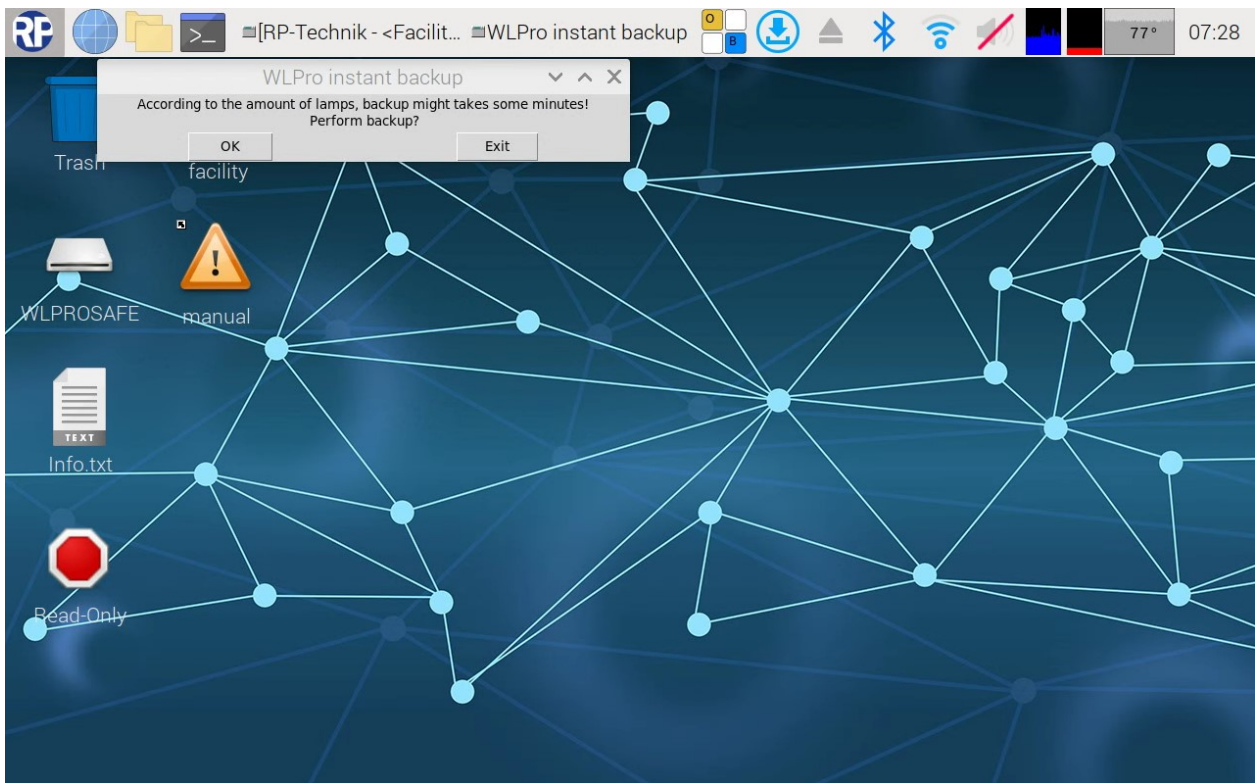 RP
>_
[RP-Technik - <Facilit...
WLPro instant backup
O
B
77°
07:28
WLPro instant backup
According to the amount of lamps, backup might takes some minutes!
Perform backup?
OK
Exit
Trash
facility
WLPROSAFE
manual
TEXT
Info.txt
Read-Only